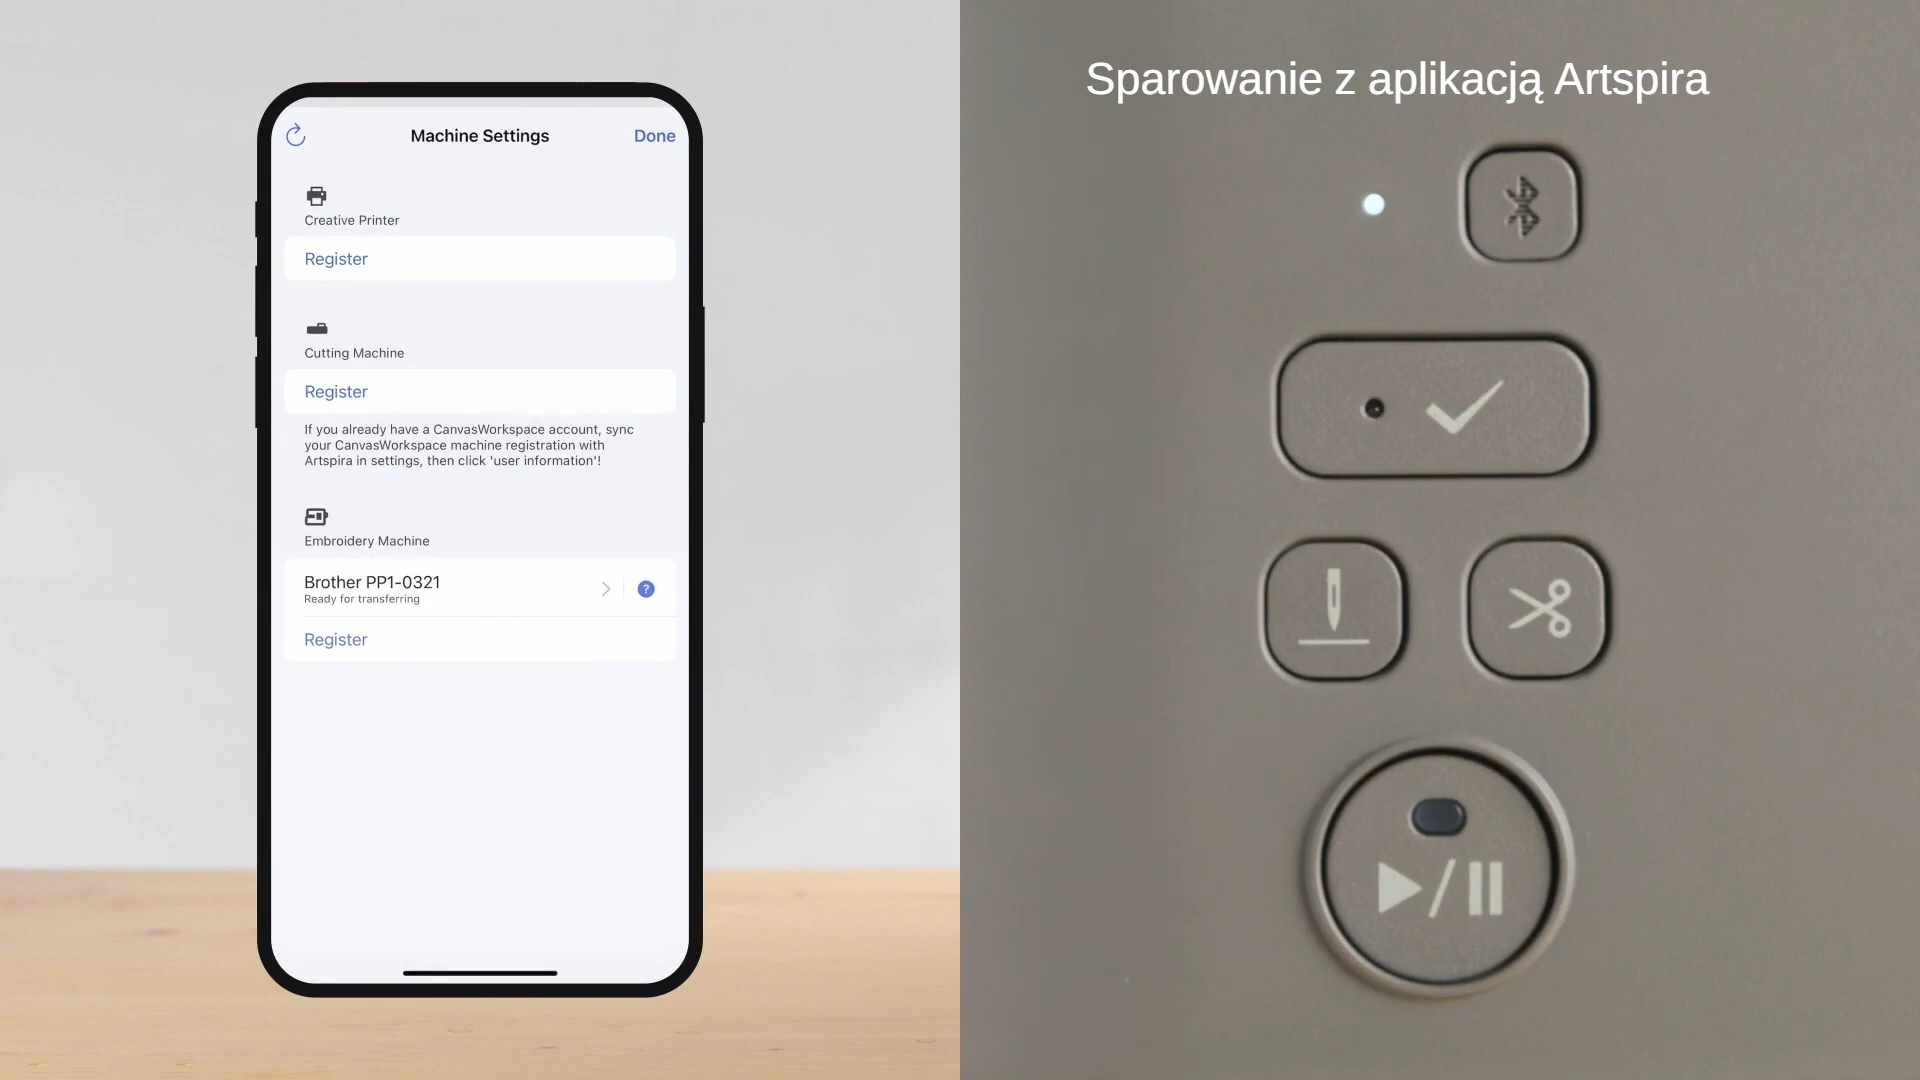 Machine Settings
Done
Creative Printer
Register
Cutting Machine
Register
If you already have a CanvasWorkspace account, sync
your CanvasWorkspace machine registration with
Artspira in settings, then click 'user information'!
Embroidery Machine
Brother PP1-0321
Ready for transferring
?
Register
Sparowanie z aplikacją Artspira